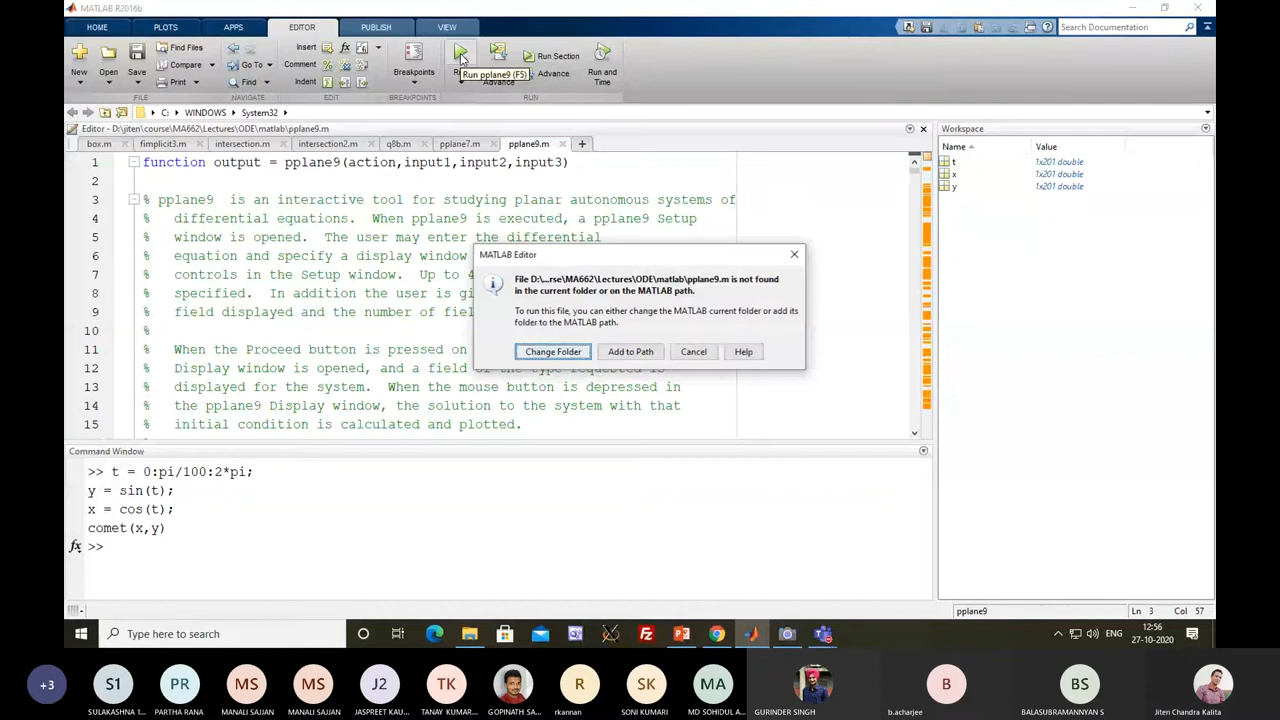 MATLAB R2016b
HOME PLOTS APPS EDITOR PUBLISH VIEW
Search Documentation
New Open Save Find Files Compare Print
Go To Find
Insert fx
Comment
Indent
Breakpoints
Run Section
Advance
Run and Time
Advance
Run pplane9 (F5)
FILE NAVIGATE EDIT BREAKPOINTS RUN
C: WINDOWS System32
Editor - D:\jiten\course\MA662\Lectures\ODE\matlab\pplane9.m
box.m fimplicit3.m intersection.m intersection2.m q8b.m pplane7.m pplane9.m +
1 function output = pplane9(action,input1,input2,input3)
2
3 % pplane9 is an interactive tool for studying planar autonomous systems of
4 % differential equations. When pplane9 is executed, a pplane9 Setup
5 % window is opened. The user may enter the differential
6 % equation and specify a display window
7 % controls in the Setup window. Up to 4
8 % specified. In addition the user is gi
9 % field displayed and the number of fiel
10 %
11 % When the Proceed button is pressed on
12 % Display window is opened, and a field of the type requested is
13 % displayed for the system. When the mouse button is depressed in
14 % the pplane9 Display window, the solution to the system with that
15 % initial condition is calculated and plotted.
MATLAB Editor
File D:\...rse\MA662\Lectures\ODE\matlab\pplane9.m is not found
in the current folder or on the MATLAB path.
To run this file, you can either change the MATLAB current folder or add its
folder to the MATLAB path.
Change Folder Add to Path Cancel Help
Workspace
Name Value
t 1x201 double
x 1x201 double
y 1x201 double
Command Window
>> t = 0:pi/100:2*pi;
y = sin(t);
x = cos(t);
comet(x,y)
fx >>
pplane9 Ln 3 Col 57
Type here to search
ENG
12:56
27-10-2020
+3 S1 PR MS MS J2 TK R SK MA B BS
SULAKSHNA 1... PARTHA RANA MANALI SAJJAN MANALI SAJJAN JASPREET KAU... TANAY KUMAR... GOPINATH SA... rkannan SONI KUMARI MD SOHIDUL A... GURINDER SINGH b.acharjee BALASUBRAMANNYAN S Jiten Chandra Kalita